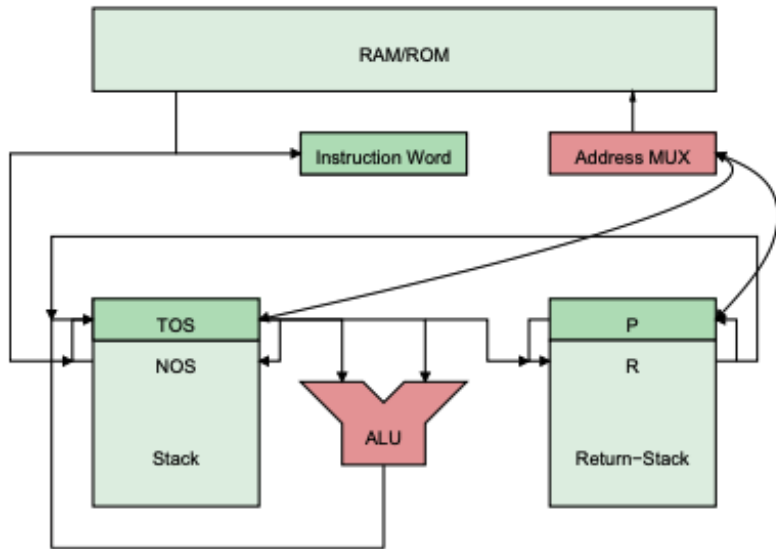 RAM/ROM
Instruction Word
Address MUX
TOS
P
NOS
R
ALU
Stack
Return-Stack